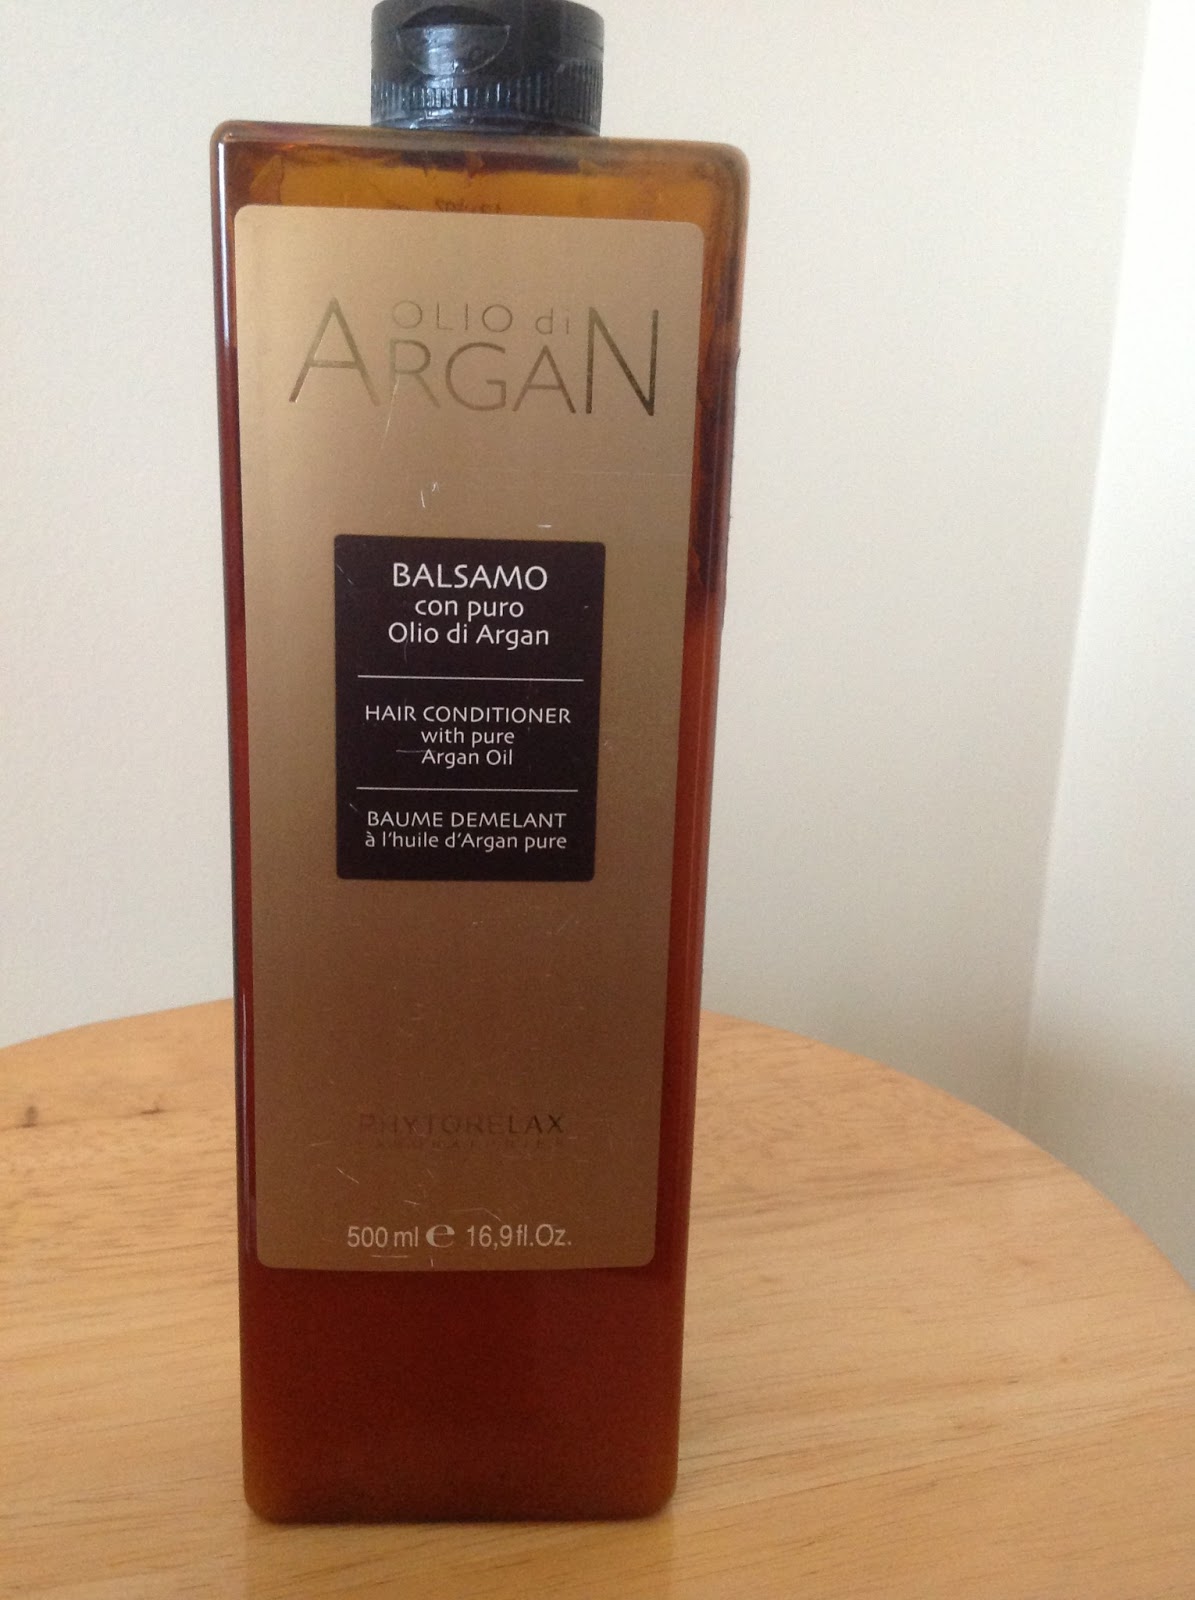 OLIO di
ARGAN
BALSAMO
con puro
Olio di Argan
HAIR CONDITIONER
with pure
Argan Oil
BAUME DEMELANT
à l'huile d'Argan pure
PHYTORELAX
LABORATORIES
500 ml ℮ 16,9fl.Oz.